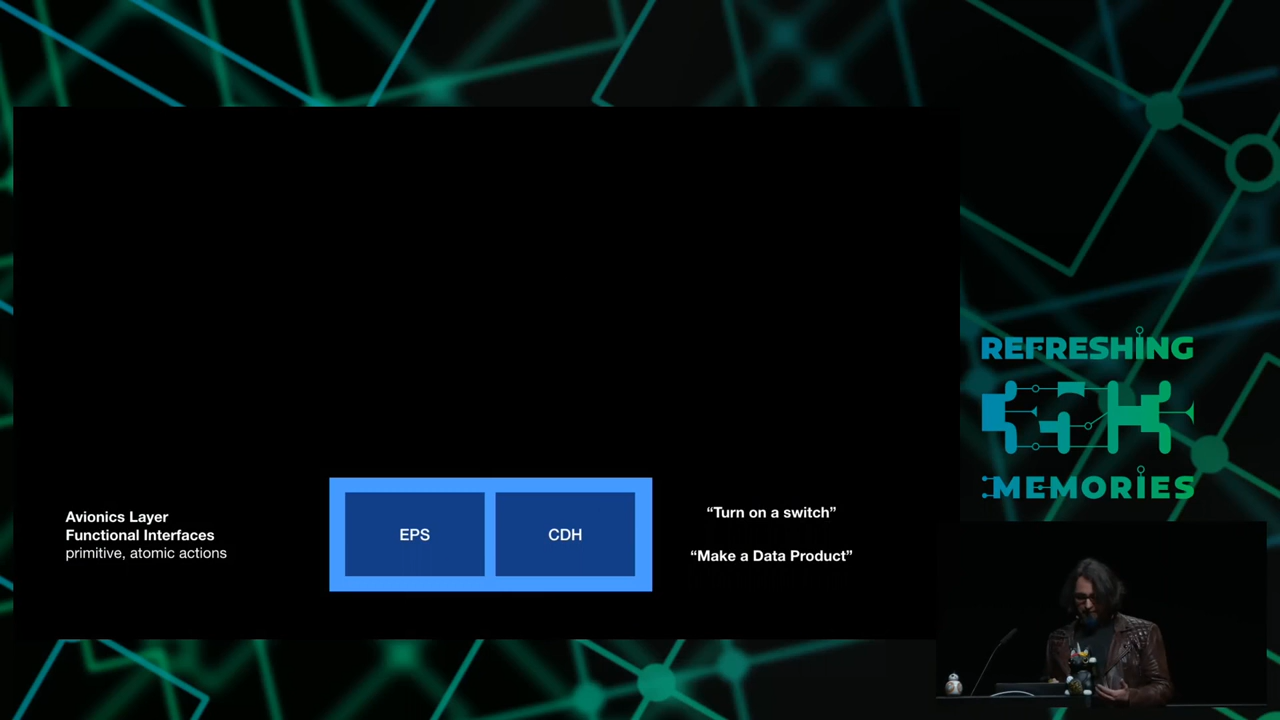 Avionics Layer
Functional Interfaces
primitive, atomic actions
EPS
CDH
“Turn on a switch”
“Make a Data Product”
REFRESHING
MEMORIES